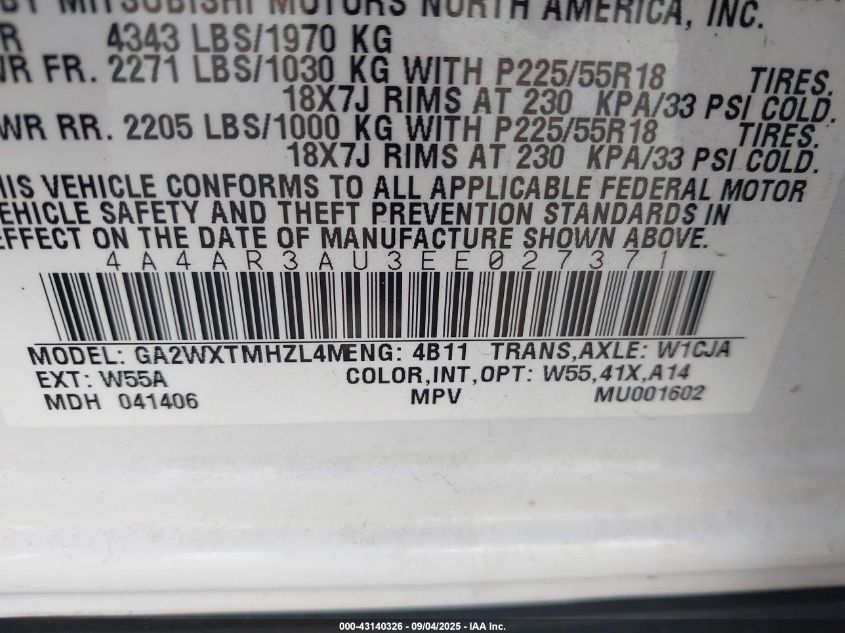 BY MITSUBISHI MOTORS NORTH AMERICA, INC.
4343 LBS/1970 KG
WR FR. 2271 LBS/1030 KG WITH P225/55R18 TIRES.
18X7J RIMS AT 230 KPA/33 PSI COLD.
WR RR. 2205 LBS/1000 KG WITH P225/55R18 TIRES.
18X7J RIMS AT 230 KPA/33 PSI COLD.
HIS VEHICLE CONFORMS TO ALL APPLICABLE FEDERAL MOTOR
EHICLE SAFETY AND THEFT PREVENTION STANDARDS IN
EFFECT ON THE DATE OF MANUFACTURE SHOWN ABOVE.
4A4AR3AU3EE027371
MODEL: GA2WXTMHZL4M ENG: 4B11 TRANS,AXLE: W1CJA
EXT: W55A COLOR,INT,OPT: W55,41X,A14
MDH 041406 MPV MU001602
000-43140326 - 09/04/2025 - IAA Inc.